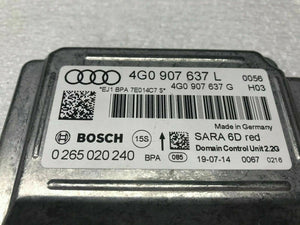 4G0 907 637 L 0056
*EJ1 BPA 7E014C7 S* 4G0 907 637 G H03
Made in Germany
BOSCH 15S SARA 6D red
Domain Control Unit 2.2G
0 265 020 240 BPA 085 19-07-14 0067 0216